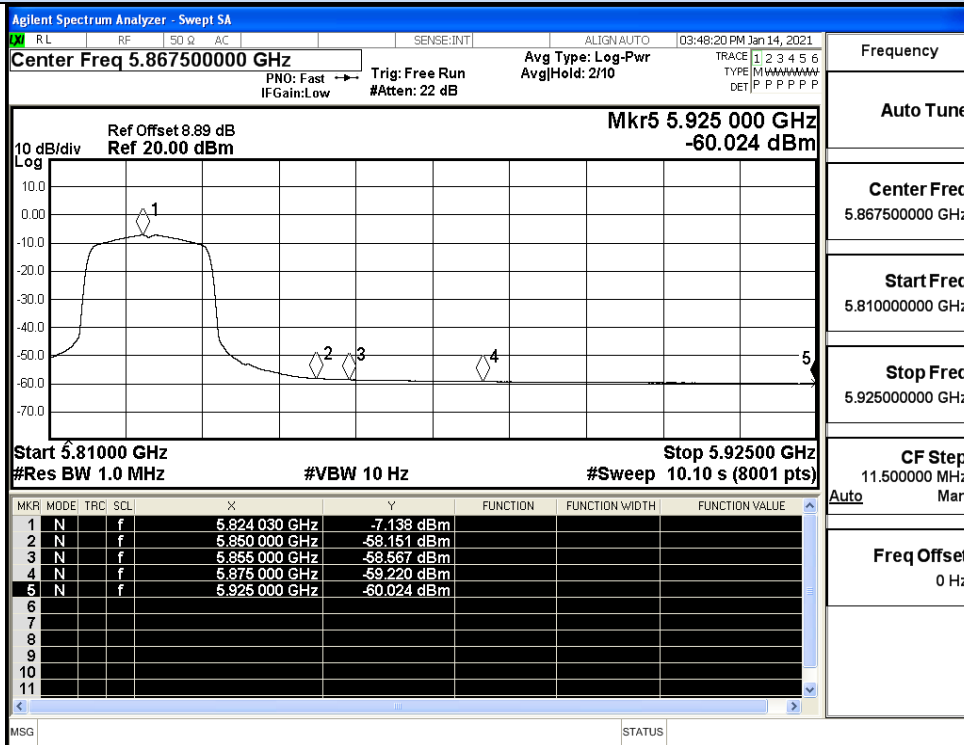 Agilent Spectrum Analyzer - Swept SA
LXI RL RF 50 Ω AC SENSE:INT ALIGN AUTO 03:48:20 PM Jan 14, 2021
Center Freq 5.867500000 GHz
PNO: Fast
IFGain:Low
Trig: Free Run
#Atten: 22 dB
Avg Type: Log-Pwr
Avg|Hold: 2/10
TRACE 1 2 3 4 5 6
TYPE M WWWWW
DET P P P P P P
Ref Offset 8.89 dB
10 dB/div Ref 20.00 dBm
Log
Mkr5 5.925 000 GHz
-60.024 dBm
10.0
0.00
-10.0
-20.0
-30.0
-40.0
-50.0
-60.0
-70.0
1
2
3
4
5
Start 5.81000 GHz Stop 5.92500 GHz
#Res BW 1.0 MHz #VBW 10 Hz #Sweep 10.10 s (8001 pts)
MKR MODE TRC SCL X Y FUNCTION FUNCTION WIDTH FUNCTION VALUE
1 N f 5.824 030 GHz -7.138 dBm
2 N f 5.850 000 GHz -58.151 dBm
3 N f 5.855 000 GHz -58.567 dBm
4 N f 5.875 000 GHz -59.220 dBm
5 N f 5.925 000 GHz -60.024 dBm
6
7
8
9
10
11
MSG STATUS
Frequency
Auto Tune
Center Freq
5.867500000 GHz
Start Freq
5.810000000 GHz
Stop Freq
5.925000000 GHz
CF Step
11.500000 MHz
Auto Man
Freq Offset
0 Hz